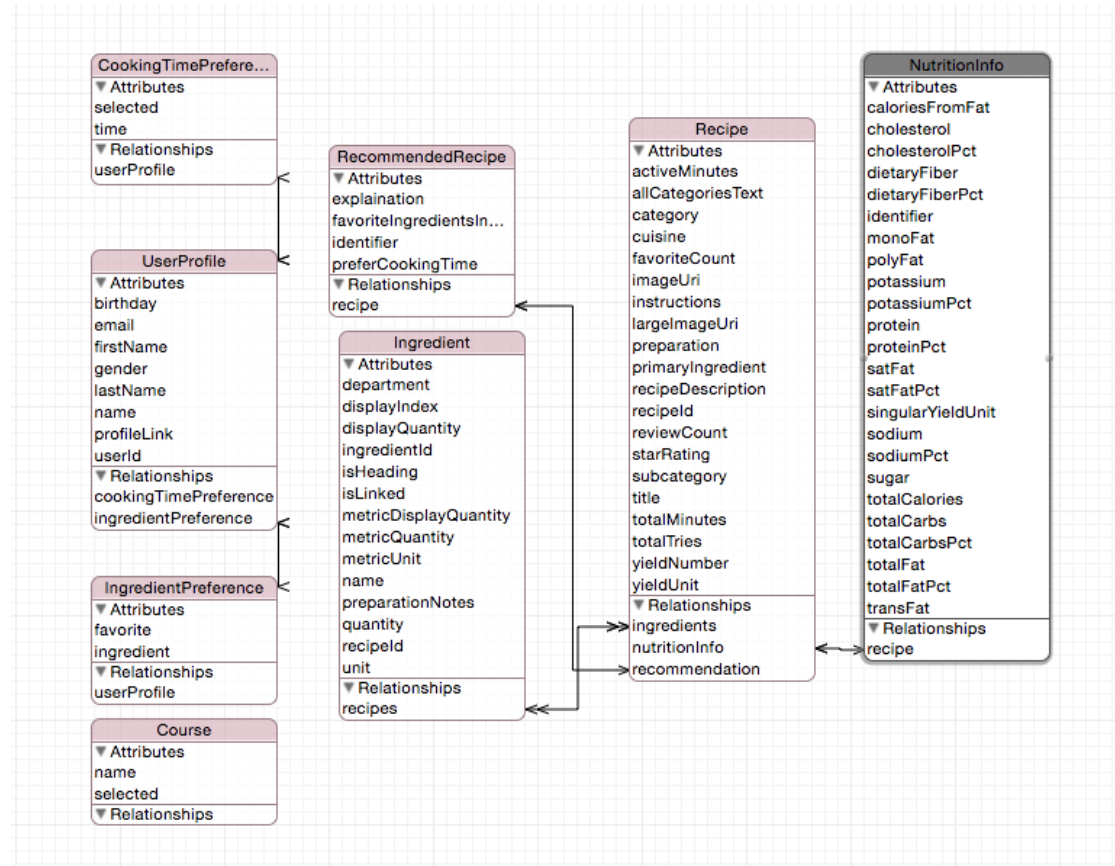 CookingTimePrefere...
Attributes
selected
time
Relationships
userProfile
UserProfile
Attributes
birthday
email
firstName
gender
lastName
name
profileLink
userId
Relationships
cookingTimePreference
ingredientPreference
IngredientPreference
Attributes
favorite
ingredient
Relationships
userProfile
Course
Attributes
name
selected
Relationships
RecommendedRecipe
Attributes
explaination
favoriteIngredientsIn...
identifier
preferCookingTime
Relationships
recipe
Ingredient
Attributes
department
displayIndex
displayQuantity
ingredientId
isHeading
isLinked
metricDisplayQuantity
metricQuantity
metricUnit
name
preparationNotes
quantity
recipeId
unit
Relationships
recipes
Recipe
Attributes
activeMinutes
allCategoriesText
category
cuisine
favoriteCount
imageUri
instructions
largeImageUri
preparation
primaryIngredient
recipeDescription
recipeId
reviewCount
starRating
subcategory
title
totalMinutes
totalTries
yieldNumber
yieldUnit
Relationships
ingredients
nutritionInfo
recommendation
NutritionInfo
Attributes
caloriesFromFat
cholesterol
cholesterolPct
dietaryFiber
dietaryFiberPct
identifier
monoFat
polyFat
potassium
potassiumPct
protein
proteinPct
satFat
satFatPct
singularYieldUnit
sodium
sodiumPct
sugar
totalCalories
totalCarbs
totalCarbsPct
totalFat
totalFatPct
transFat
Relationships
recipe